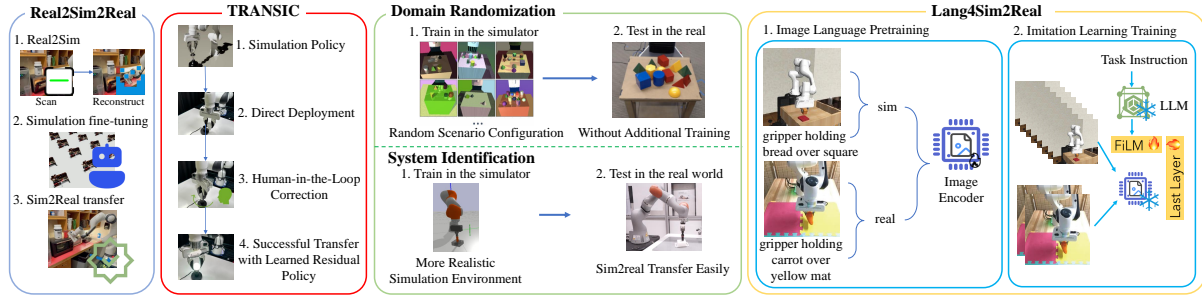 Real2Sim2Real
1. Real2Sim
Scan
Reconstruct
2. Simulation fine-tuning
3. Sim2Real transfer
TRANSIC
1. Simulation Policy
2. Direct Deployment
3. Human-in-the-Loop
Correction
4. Successful Transfer
with Learned Residual
Policy
Domain Randomization
1. Train in the simulator
2. Test in the real
...
Random Scenario Configuration
Without Additional Training
System Identification
1. Train in the simulator
2. Test in the real world
More Realistic
Simulation Environment
Sim2real Transfer Easily
Lang4Sim2Real
1. Image Language Pretraining
gripper holding
bread over square
sim
real
gripper holding
carrot over
yellow mat
Image
Encoder
2. Imitation Learning Training
Task Instruction
LLM
FiLM
Last Layer